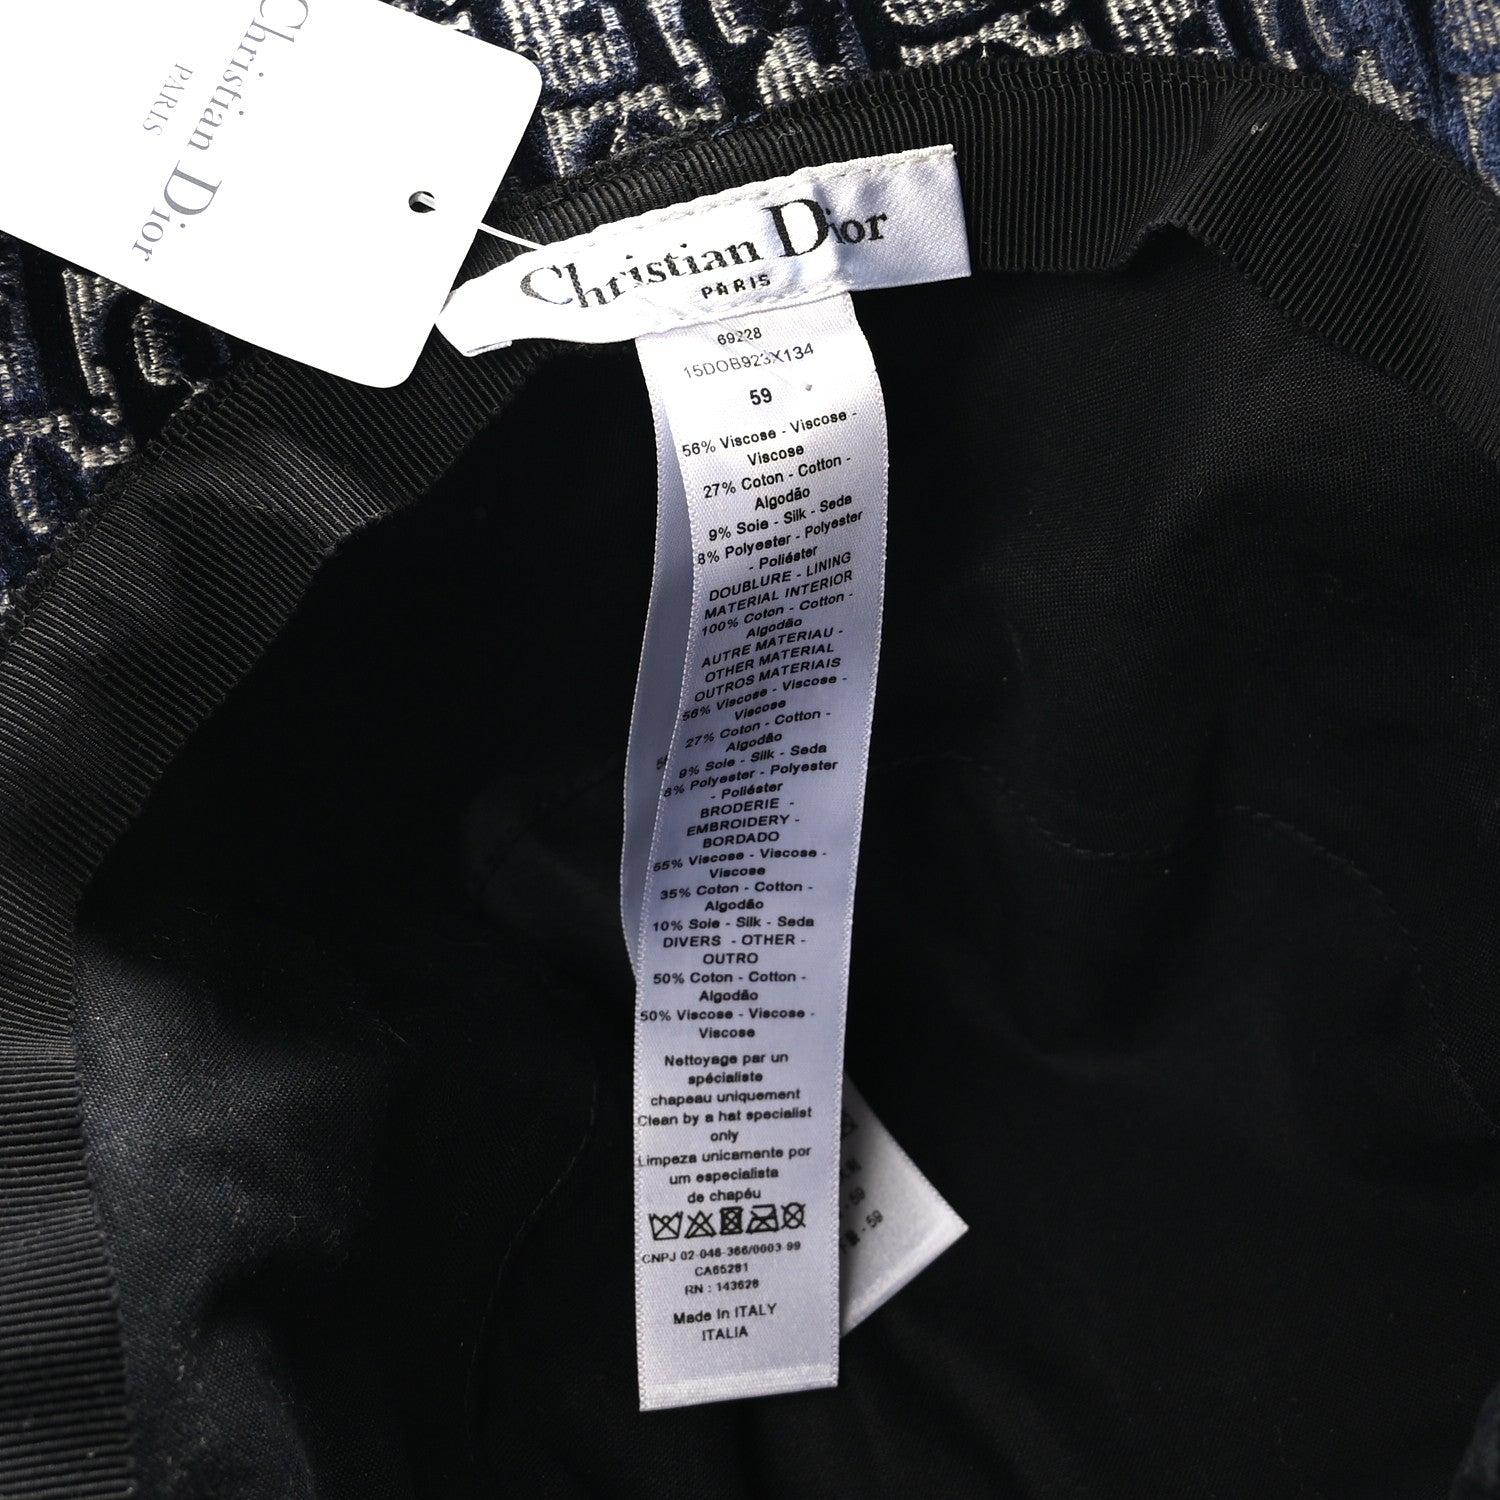 Christian Dior
PARIS
Christian Dior
PARIS
69228
15DOB923X134
59
56% Viscose - Viscose -
Viscose
27% Coton - Cotton -
Algodão
9% Soie - Silk - Seda
8% Polyester - Polyester
- Poliéster
DOUBLURE - LINING
MATERIAL INTERIOR
100% Coton - Cotton -
Algodão
AUTRE MATERIAU -
OTHER MATERIAL
OUTROS MATERIAIS
56% Viscose - Viscose -
Viscose
27% Coton - Cotton -
Algodão
9% Soie - Silk - Seda
8% Polyester - Polyester
- Poliéster
BRODERIE -
EMBROIDERY -
BORDADO
55% Viscose - Viscose -
Viscose
35% Coton - Cotton -
Algodão
10% Soie - Silk - Seda
DIVERS - OTHER -
OUTRO
50% Coton - Cotton -
Algodão
50% Viscose - Viscose -
Viscose
Nettoyage par un
spécialiste
chapeau uniquement
Clean by a hat specialist
only
Limpeza unicamente por
um especialista
de chapéu
CNPJ 02-046-366/0003-99
CA65281
RN : 143628
Made In ITALY
ITALIA
- 59
- 59